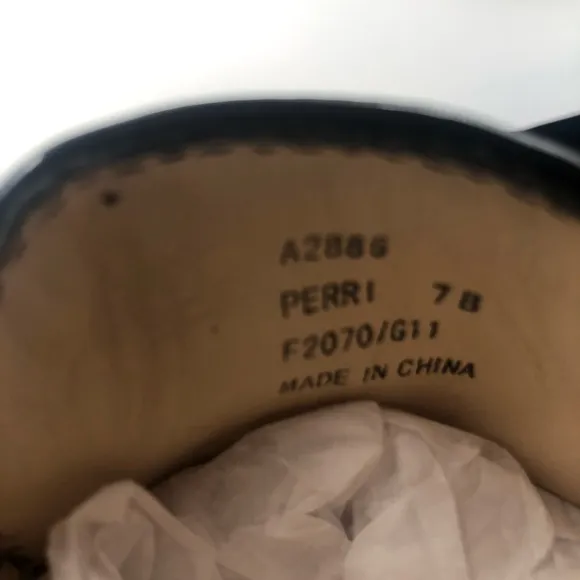 A2886
PERRI 7B
F2070/G11
MADE IN CHINA